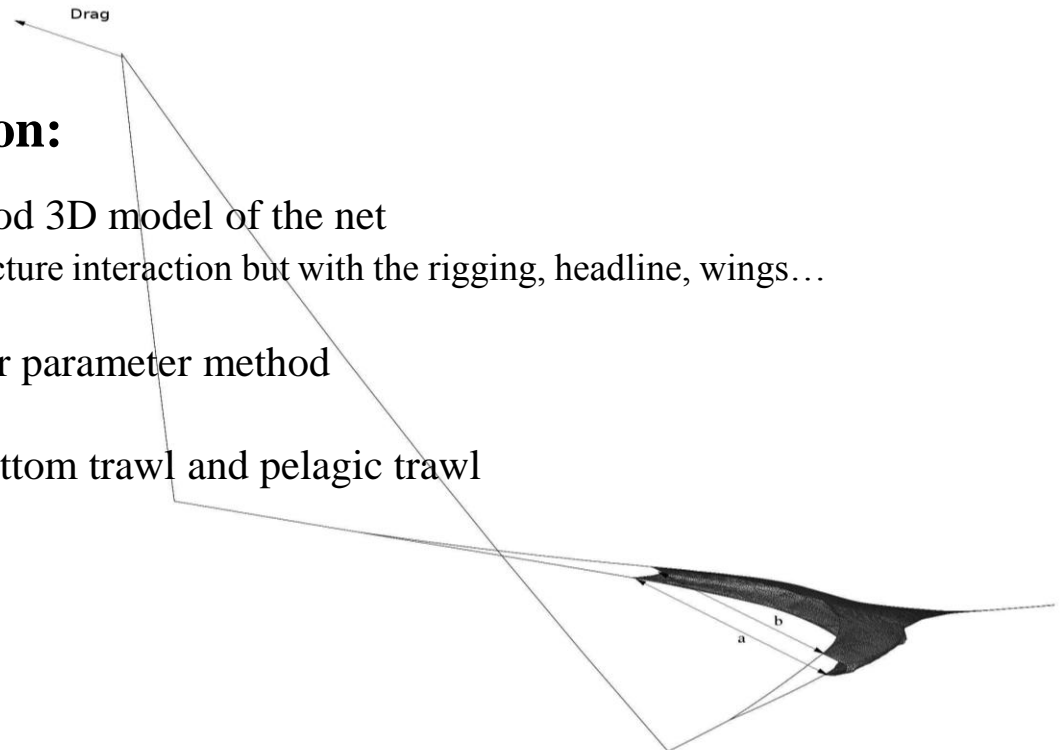 Drag
on:
od 3D model of the net
cture interaction but with the rigging, headline, wings…
r parameter method
ttom trawl and pelagic trawl
b
a